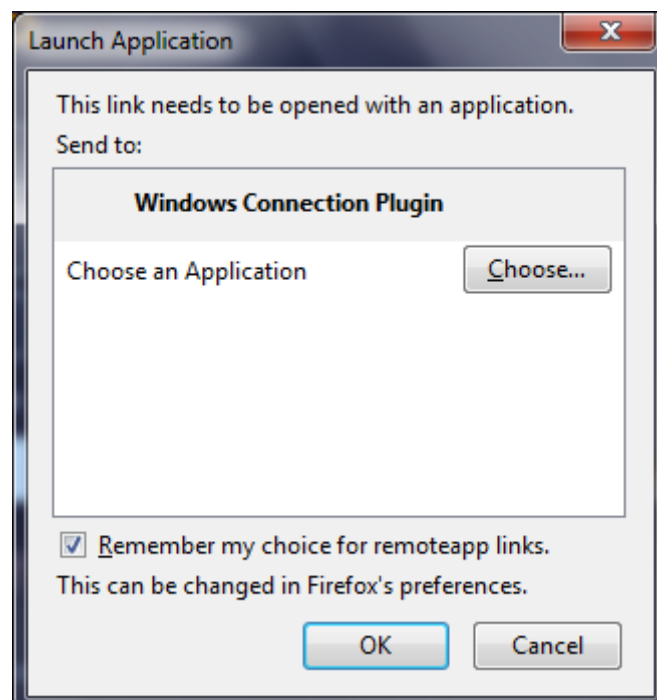 Launch Application
This link needs to be opened with an application.
Send to:
Windows Connection Plugin
Choose an Application
Choose...
Remember my choice for remoteapp links.
This can be changed in Firefox's preferences.
OK
Cancel